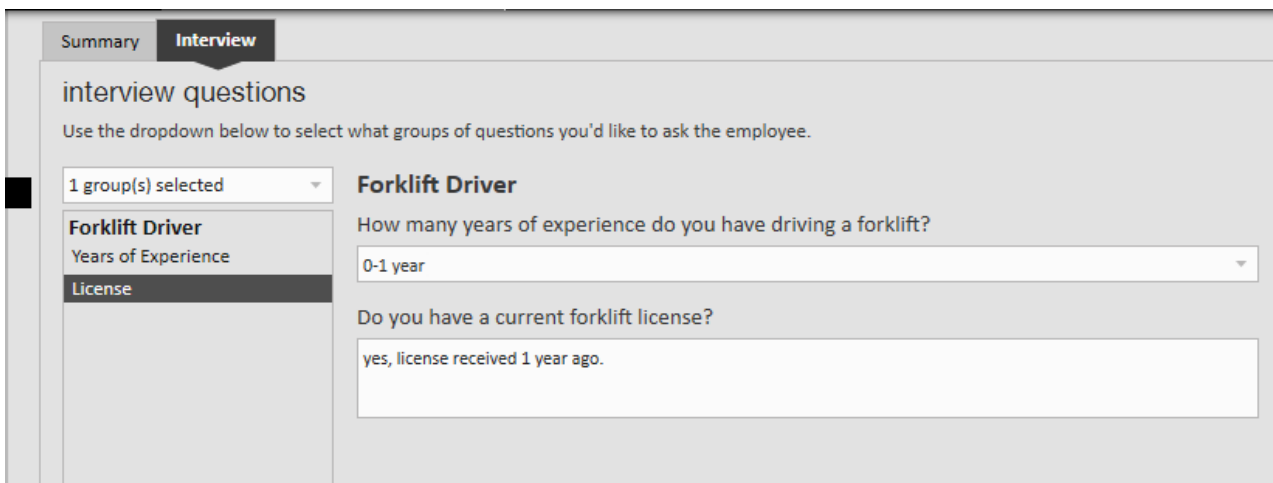 Summary
Interview
interview questions
Use the dropdown below to select what groups of questions you'd like to ask the employee.
1 group(s) selected
Forklift Driver
Years of Experience
License
Forklift Driver
How many years of experience do you have driving a forklift?
0-1 year
Do you have a current forklift license?
yes, license received 1 year ago.